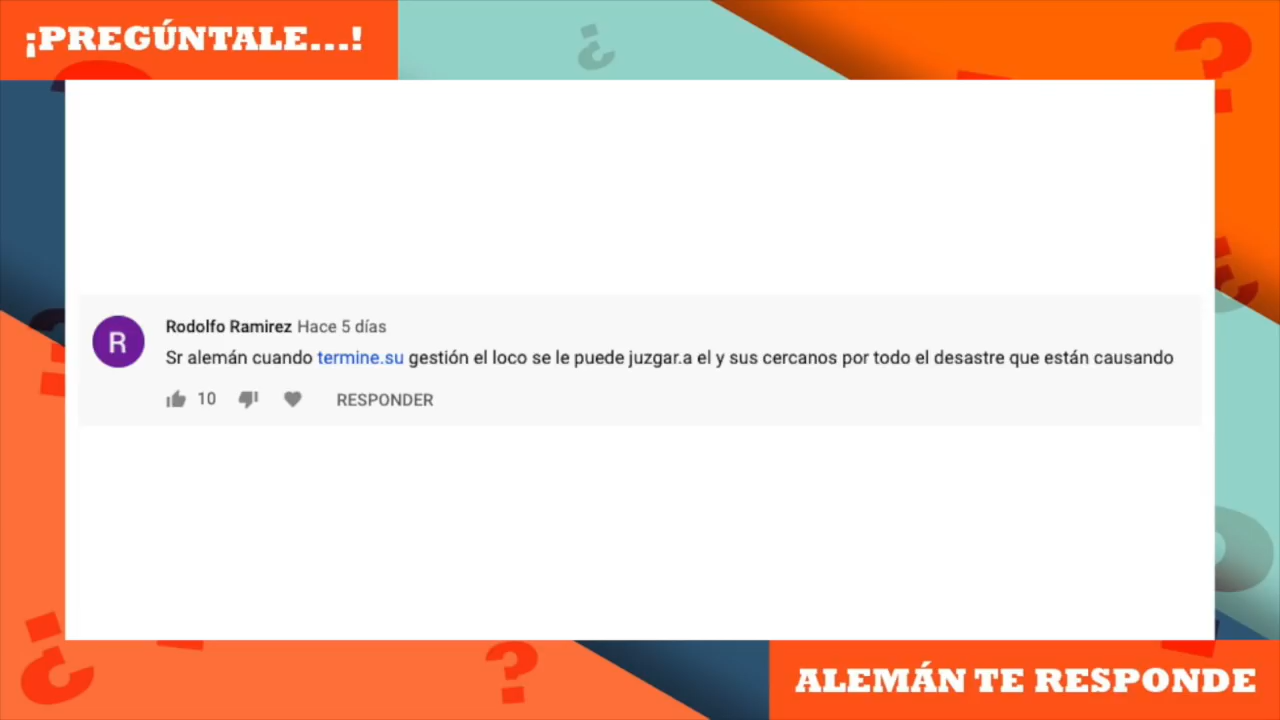 ¡PREGÚNTALE...!
R
Rodolfo Ramirez Hace 5 días
Sr alemán cuando termine.su gestión el loco se le puede juzgar.a el y sus cercanos por todo el desastre que están causando
10 RESPONDER
ALEMÁN TE RESPONDE